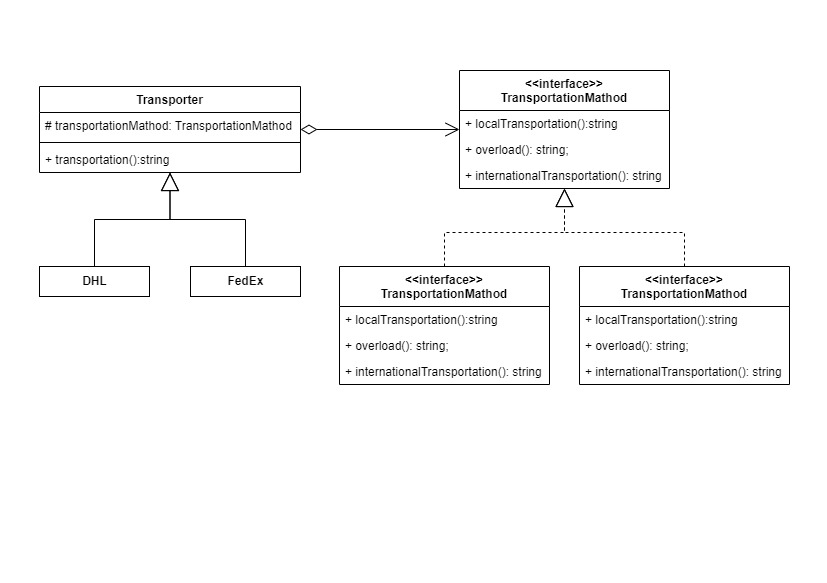 Transporter
# transportationMathod: TransportationMathod
+ transportation():string
<<interface>>
TransportationMathod
+ localTransportation():string
+ overload(): string;
+ internationalTransportation(): string
DHL
FedEx
<<interface>>
TransportationMathod
+ localTransportation():string
+ overload(): string;
+ internationalTransportation(): string
<<interface>>
TransportationMathod
+ localTransportation():string
+ overload(): string;
+ internationalTransportation(): string